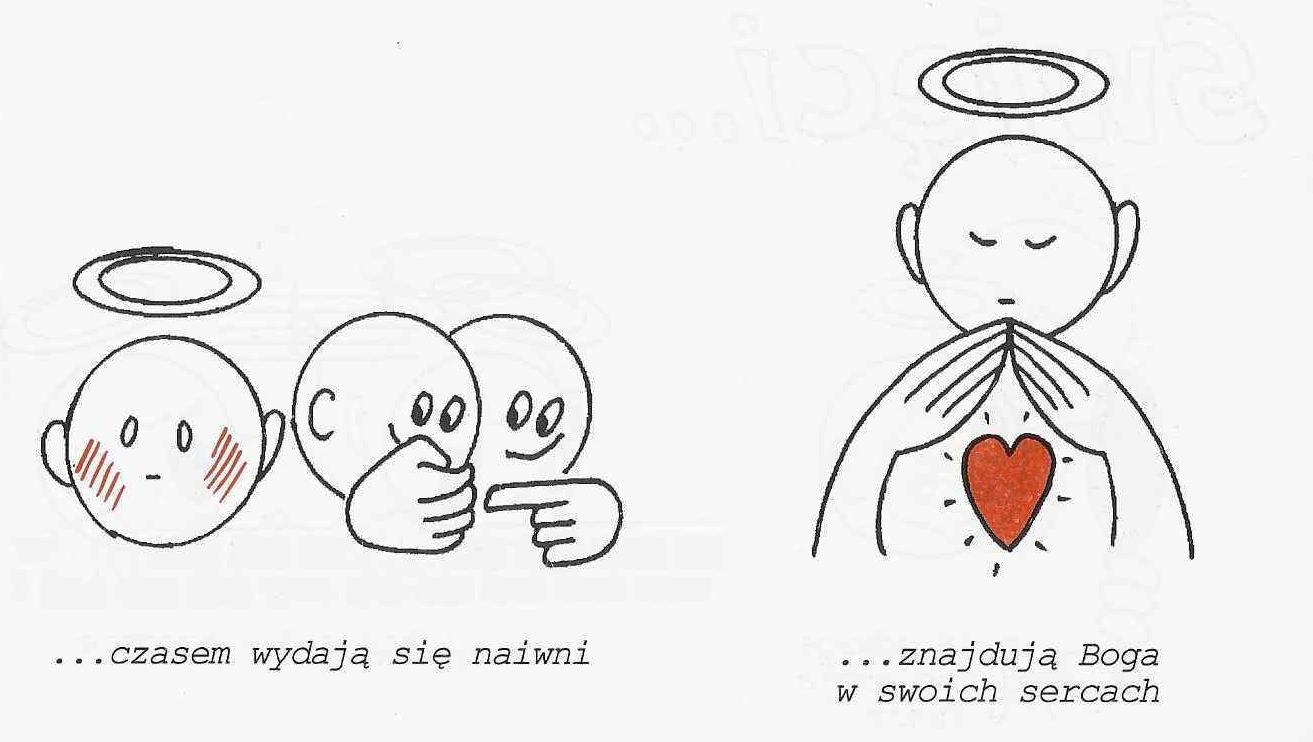 ...czasem wydają się naiwni
...znajdują Boga
w swoich sercach